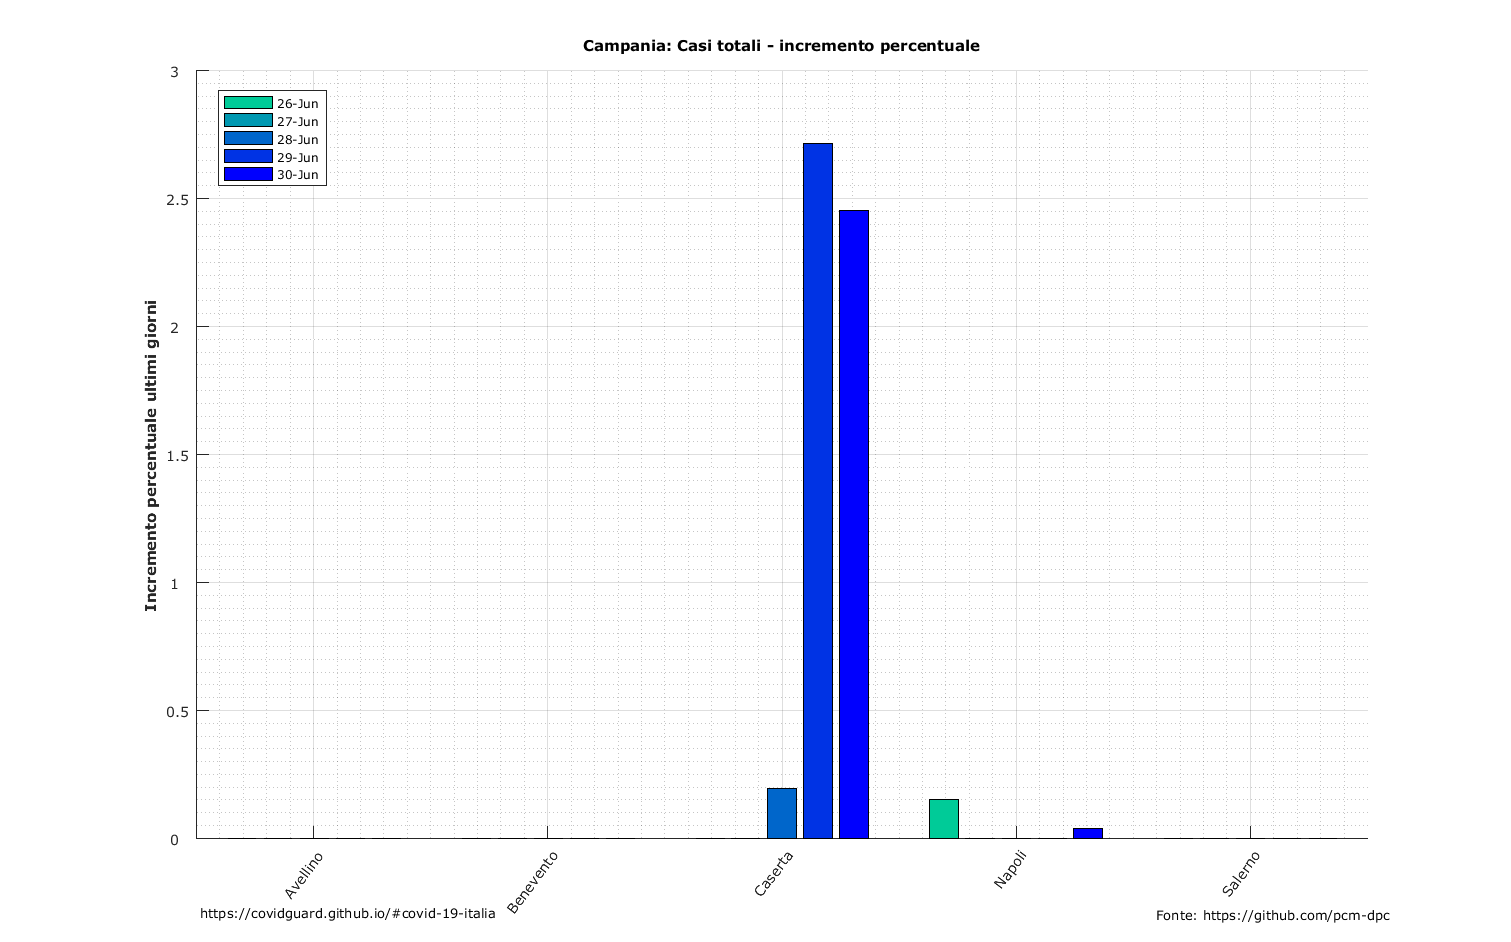 Campania: Casi totali - incremento percentuale
3
2.5
2
1.5
1
0.5
0
26-Jun
27-Jun
28-Jun
29-Jun
30-Jun
Incremento percentuale ultimi giorni
Avellino
Benevento
Caserta
Napoli
Salerno
https://covidguard.github.io/#covid-19-italia
Fonte: https://github.com/pcm-dpc